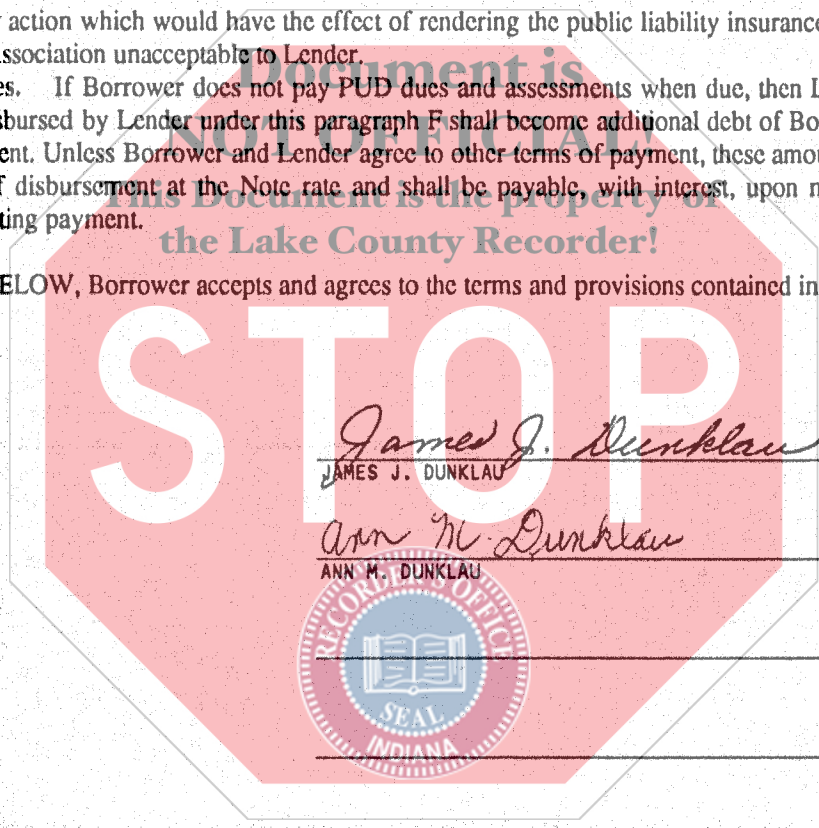 action which would have the effect of rendering the public liability insurance
ssociation unacceptable to Lender.
Document is
es. If Borrower does not pay PUD dues and assessments when due, then L
sbursed by Lender under this paragraph F shall become additional debt of Bo
NOT OFFICIAL!
ent. Unless Borrower and Lender agree to other terms of payment, these amou
f disbursement at the Note rate and shall be payable, with interest, upon n
This Document is the property of
ting payment.
the Lake County Recorder!
ELOW, Borrower accepts and agrees to the terms and provisions contained in
STOP
James J. Dunklau
JAMES J. DUNKLAU
Ann M. Dunklau
ANN M. DUNKLAU
RECORDER'S OFFICE
SEAL
INDIANA